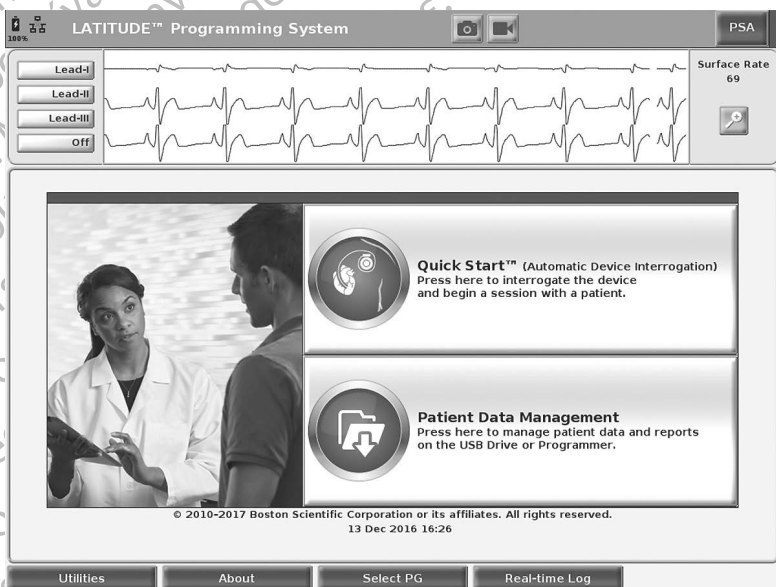 100%
LATITUDE™ Programming System
PSA
Lead-I
Lead-II
Lead-III
Off
Surface Rate
69
Quick Start™ (Automatic Device Interrogation)
Press here to interrogate the device
and begin a session with a patient.
Patient Data Management
Press here to manage patient data and reports
on the USB Drive or Programmer.
© 2010-2017 Boston Scientific Corporation or its affiliates. All rights reserved.
13 Dec 2016 16:26
Utilities
About
Select PG
Real-time Log